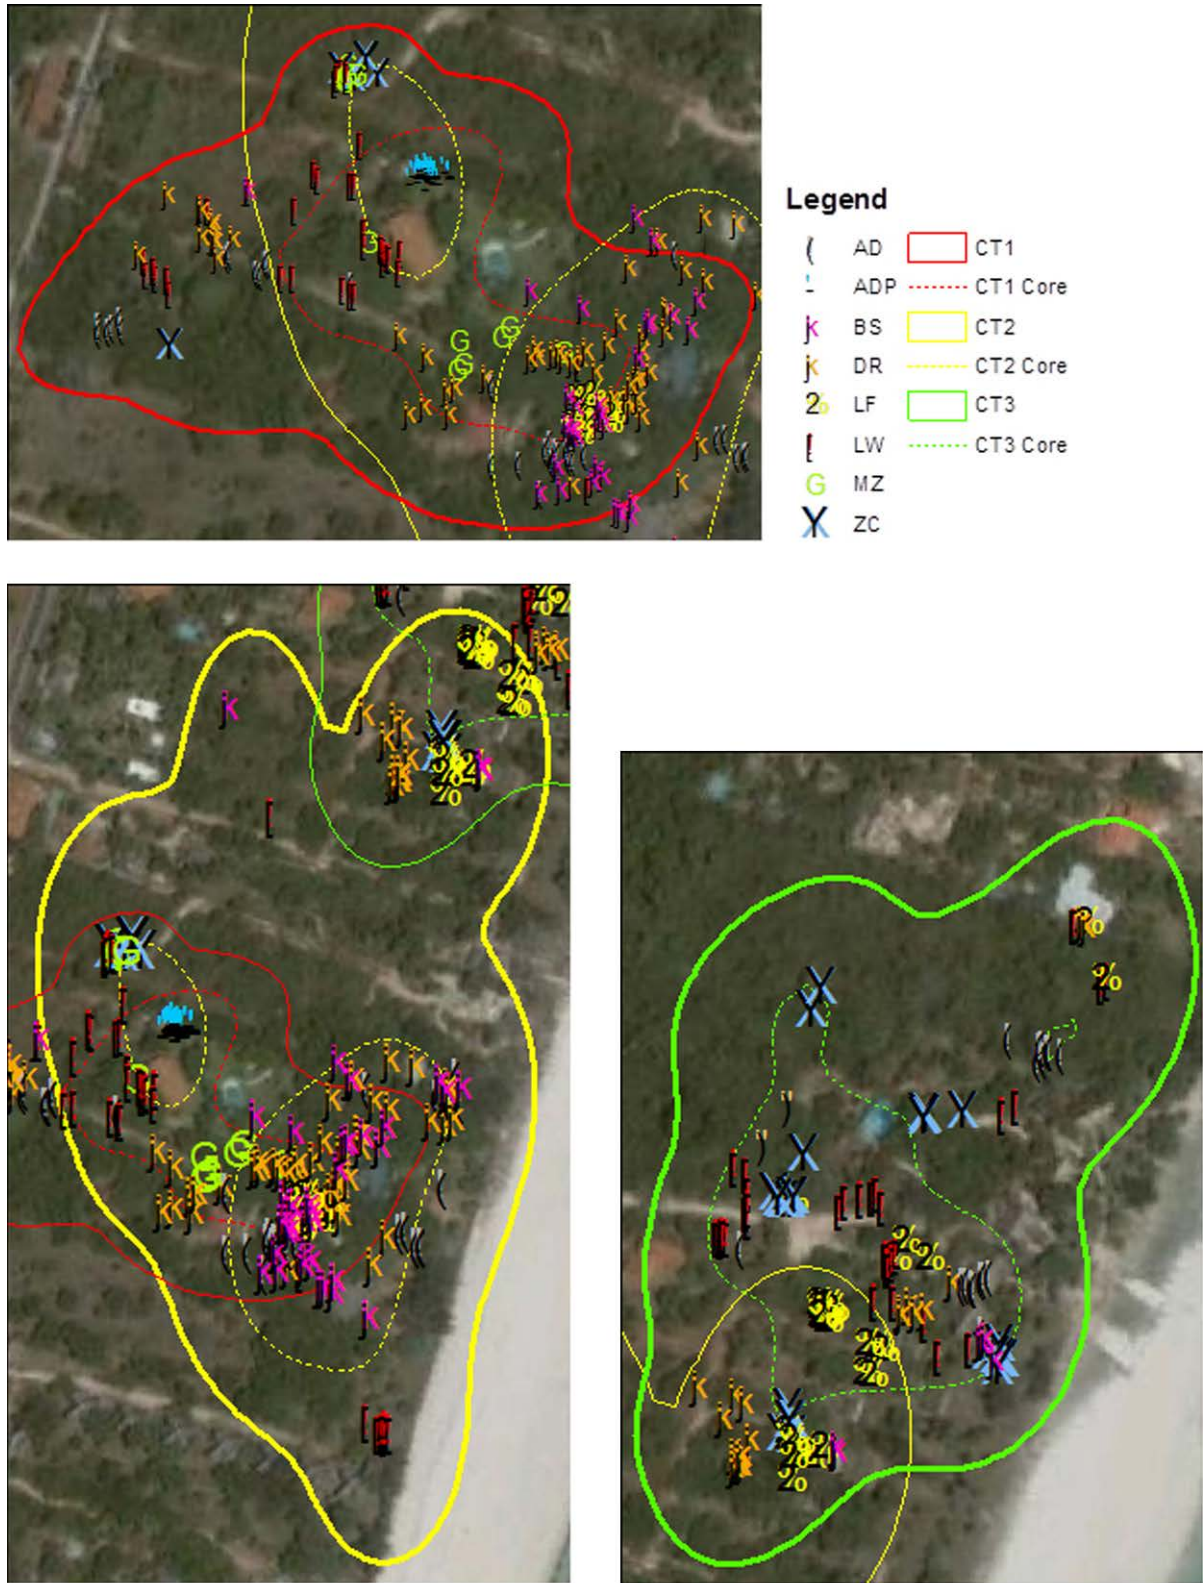 Legend
AD CT1
ADP CT1 Core
BS CT2
DR CT2 Core
LF CT3
LW CT3 Core
MZ
ZC